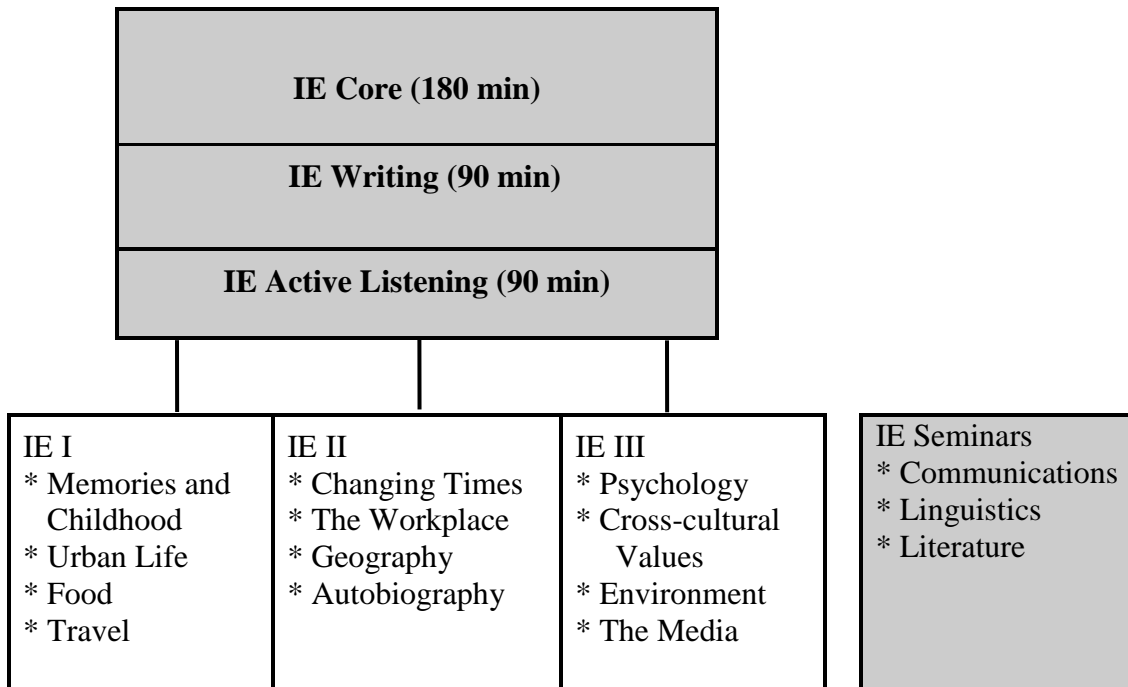 IE Core (180 min)
IE Writing (90 min)
IE Active Listening (90 min)
IE I
* Memories and
Childhood
* Urban Life
* Food
* Travel
IE II
* Changing Times
* The Workplace
* Geography
* Autobiography
IE III
* Psychology
* Cross-cultural
Values
* Environment
* The Media
IE Seminars
* Communications
* Linguistics
* Literature